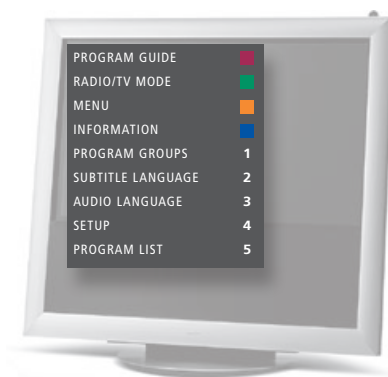 PROGRAM GUIDE
RADIO/TV MODE
MENU
INFORMATION
PROGRAM GROUPS 1
SUBTITLE LANGUAGE 2
AUDIO LANGUAGE 3
SETUP 4
PROGRAM LIST 5